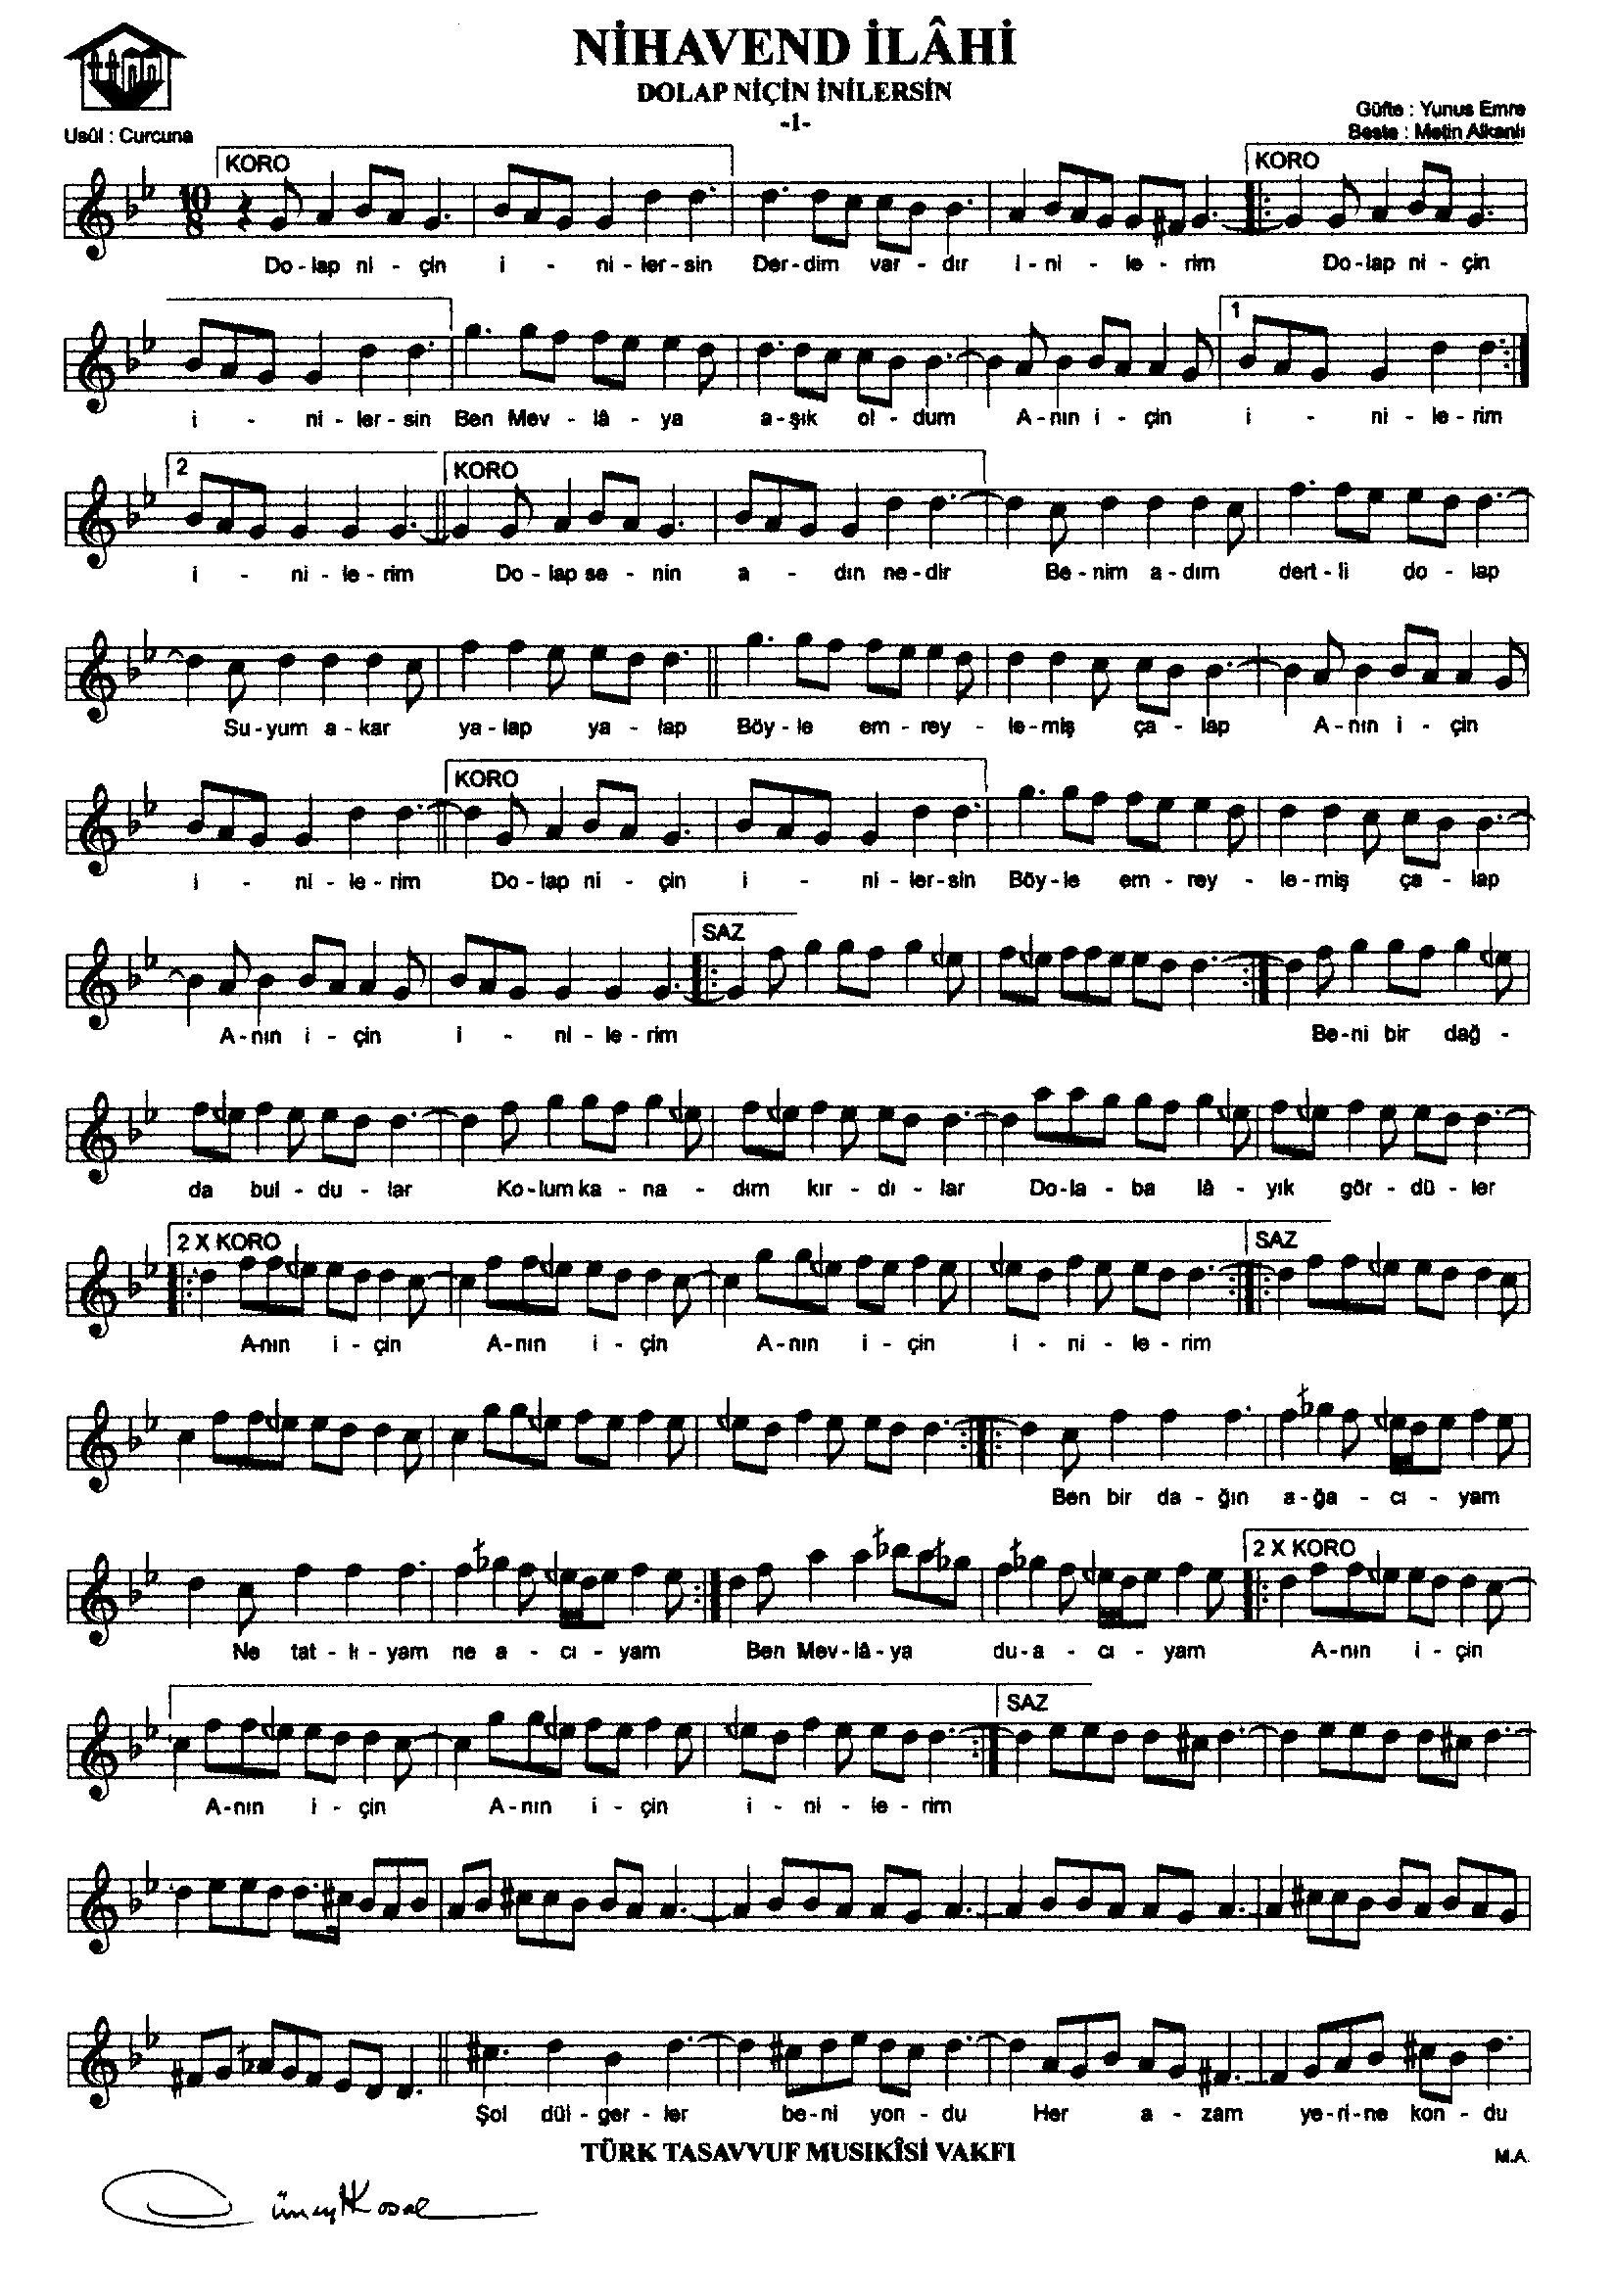 NİHAVEND İLÂHİ
DOLAP NİÇİN İNİLERSİN
-1-
Usûl : Curcuna
Güfte : Yunus Emre
Beste : Metin Alkanlı
KORO KORO
10
8
Do - lap ni - çin i - ni - ler - sin Der - dim var - dır i - ni - le - rim Do - lap ni - çin
1
i - ni - ler - sin Ben Mev - lâ - ya a - şık ol - dum A - nın i - çin i - ni - le - rim
2 KORO
i - ni - le - rim Do - lap se - nin a - dın ne - dir Be - nim a - dım dert - li do - lap
Su - yum a - kar ya - lap ya - lap Böy - le em - rey - le - miş ça - lap A - nın i - çin
KORO
i - ni - le - rim Do - lap ni - çin i - ni - ler - sin Böy - le em - rey - le - miş ça - lap
SAZ
A - nın i - çin i - ni - le - rim Be - ni bir dağ -
da bul - du - lar Ko - lum ka - na - dım kır - dı - lar Do - la - ba lâ - yık gör - dü - ler
2 X KORO SAZ
A-nın i - çin A - nın i - çin A - nın i - çin i - ni - le - rim
Ben bir da - ğın a - ğa - cı - yam
2 X KORO
Ne tat - lı - yam ne a - cı - yam Ben Mev - lâ - ya du - a - cı - yam A - nın i - çin
SAZ
A - nın i - çin A - nın i - çin i - ni - le - rim
Şol dül - ger - ler be - ni yon - du Her a - zam ye - ri - ne kon - du
TÜRK TASAVVUF MUSIKÎSİ VAKFI
M.A.